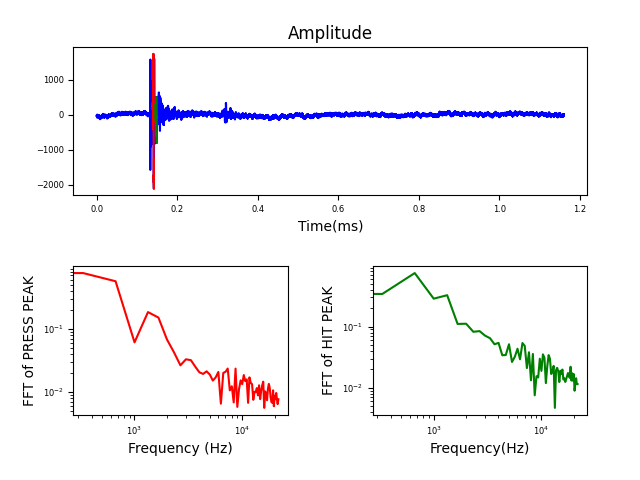 Amplitude
1000
0
−1000
−2000
0.0 0.2 0.4 0.6 0.8 1.0 1.2
Time(ms)
FFT of PRESS PEAK
10⁻¹
10⁻²
10³ 10⁴
Frequency (Hz)
FFT of HIT PEAK
10⁻¹
10⁻²
10³ 10⁴
Frequency(Hz)